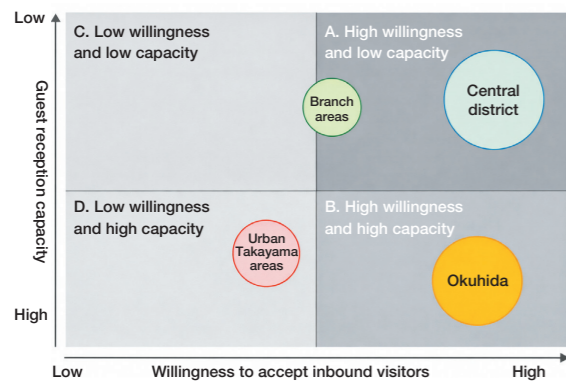 Low
Guest reception capacity
High
C. Low willingness
and low capacity
A. High willingness
and low capacity
Branch
areas
Central
district
D. Low willingness
and high capacity
Urban
Takayama
areas
B. High willingness
and high capacity
Okuhida
Low
Willingness to accept inbound visitors
High